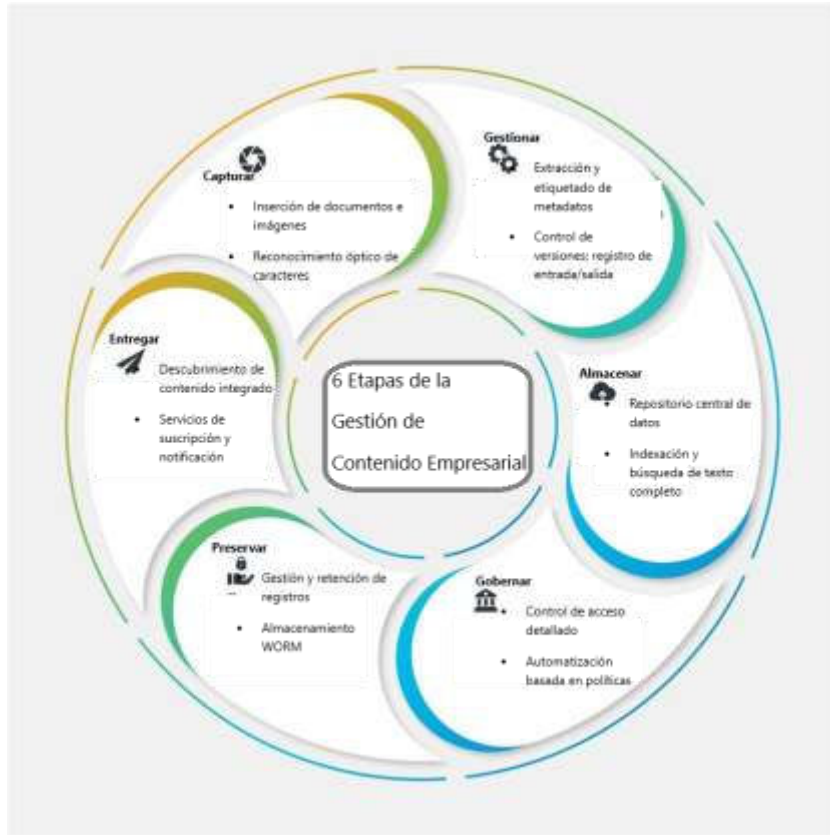 6 Etapas de la
Gestión de
Contenido Empresarial
Capturar
• Inserción de documentos e
imágenes
• Reconocimiento óptico de
caracteres
Gestionar
Extracción y
etiquetado de
metadatos
• Control de
versiones: registro de
entrada/salida
Almacenar
• Repositorio central de
datos
• Indexación y
búsqueda de texto
completo
Gobernar
• Control de acceso
detallado
• Automatización
basada en políticas
Preservar
• Gestión y retención de
registros
• Almacenamiento
WORM
Entregar
Descubrimiento de
contenido integrado
• Servicios de
suscripción y
notificación